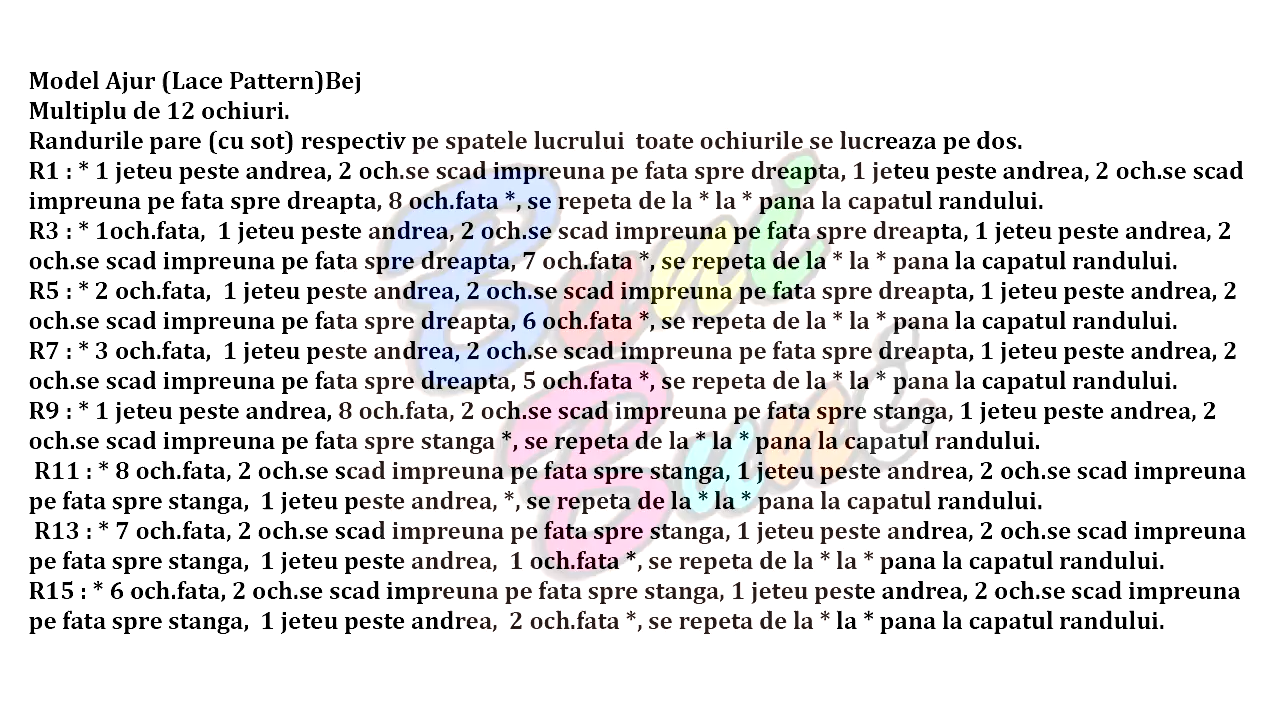 Model Ajur (Lace Pattern)Bej
Multiplu de 12 ochiuri.
Randurile pare (cu sot) respectiv pe spatele lucrului  toate ochiurile se lucreaza pe dos.
R1 : * 1 jeteu peste andrea, 2 och.se scad impreuna pe fata spre dreapta, 1 jeteu peste andrea, 2 och.se scad
impreuna pe fata spre dreapta, 8 och.fata *, se repeta de la * la * pana la capatul randului.
R3 : * 1och.fata,  1 jeteu peste andrea, 2 och.se scad impreuna pe fata spre dreapta, 1 jeteu peste andrea, 2
och.se scad impreuna pe fata spre dreapta, 7 och.fata *, se repeta de la * la * pana la capatul randului.
R5 : * 2 och.fata,  1 jeteu peste andrea, 2 och.se scad impreuna pe fata spre dreapta, 1 jeteu peste andrea, 2
och.se scad impreuna pe fata spre dreapta, 6 och.fata *, se repeta de la * la * pana la capatul randului.
R7 : * 3 och.fata,  1 jeteu peste andrea, 2 och.se scad impreuna pe fata spre dreapta, 1 jeteu peste andrea, 2
och.se scad impreuna pe fata spre dreapta, 5 och.fata *, se repeta de la * la * pana la capatul randului.
R9 : * 1 jeteu peste andrea, 8 och.fata, 2 och.se scad impreuna pe fata spre stanga, 1 jeteu peste andrea, 2
och.se scad impreuna pe fata spre stanga *, se repeta de la * la * pana la capatul randului.
R11 : * 8 och.fata, 2 och.se scad impreuna pe fata spre stanga, 1 jeteu peste andrea, 2 och.se scad impreuna
pe fata spre stanga,  1 jeteu peste andrea, *, se repeta de la * la * pana la capatul randului.
R13 : * 7 och.fata, 2 och.se scad impreuna pe fata spre stanga, 1 jeteu peste andrea, 2 och.se scad impreuna
pe fata spre stanga,  1 jeteu peste andrea,  1 och.fata *, se repeta de la * la * pana la capatul randului.
R15 : * 6 och.fata, 2 och.se scad impreuna pe fata spre stanga, 1 jeteu peste andrea, 2 och.se scad impreuna
pe fata spre stanga,  1 jeteu peste andrea,  2 och.fata *, se repeta de la * la * pana la capatul randului.
Buni